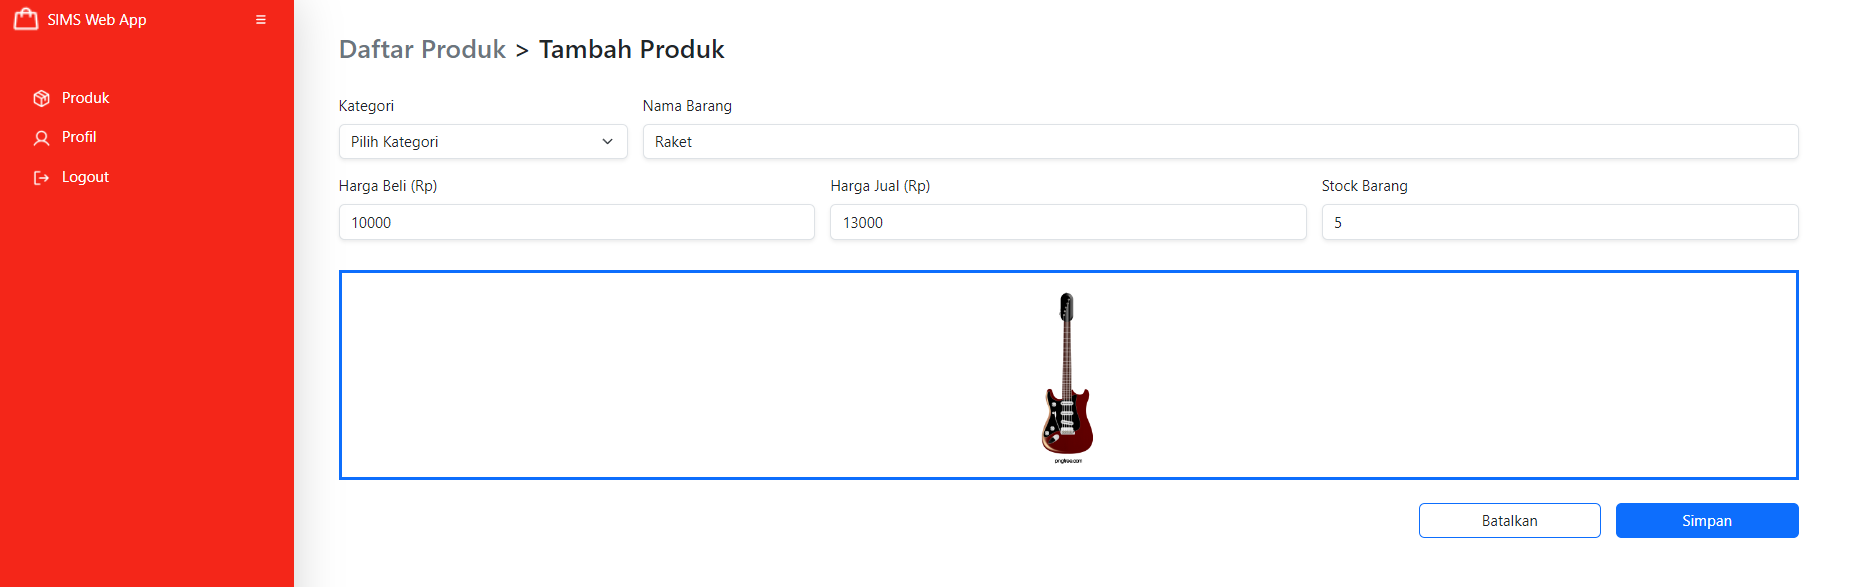 SIMS Web App
Produk
Profil
Logout
Daftar Produk > Tambah Produk
Kategori
Nama Barang
Pilih Kategori
Raket
Harga Beli (Rp)
Harga Jual (Rp)
Stock Barang
10000
13000
5
pngtree.com
Batalkan
Simpan